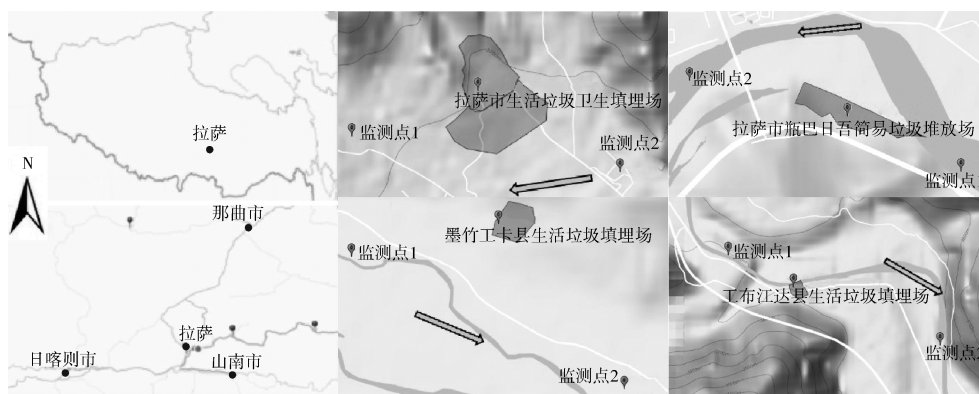 拉萨
N
那曲市
拉萨
日喀则市
山南市
拉萨市生活垃圾卫生填埋场
监测点1
监测点2
监测点2
拉萨市瓶巴日吾简易垃圾堆放场
监测点
墨竹工卡县生活垃圾填埋场
监测点1
监测点2
监测点1
工布江达县生活垃圾填埋场
监测点2